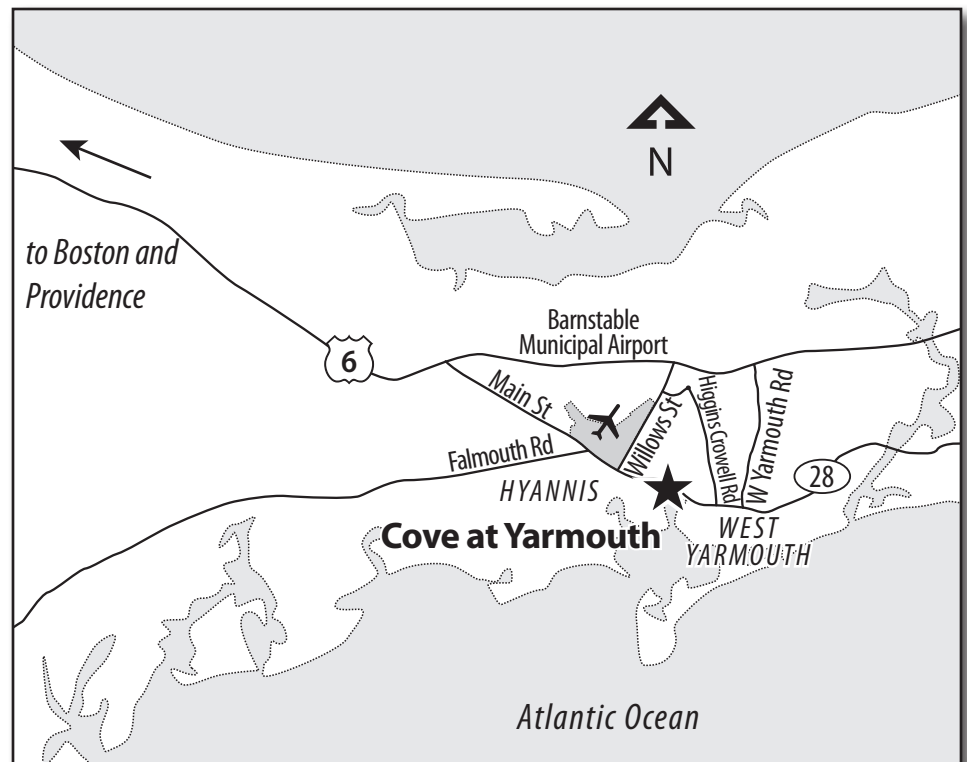 N
to Boston and
Providence
Barnstable
Municipal Airport
6
Main St
Willows St
Higgins Crowell Rd
W Yarmouth Rd
Falmouth Rd
28
HYANNIS
Cove at Yarmouth
WEST
YARMOUTH
Atlantic Ocean